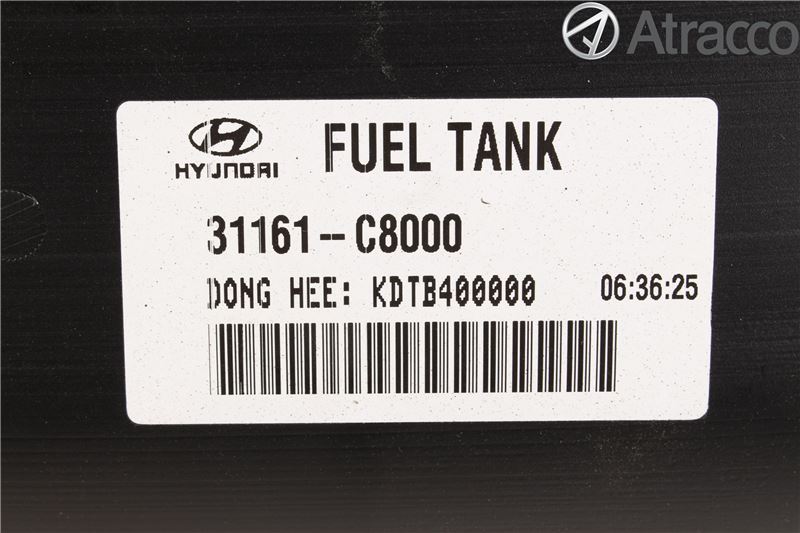 Atracco
HYUNDAI
FUEL TANK
31161--C8000
DONG HEE: KDTB400000
06:36:25